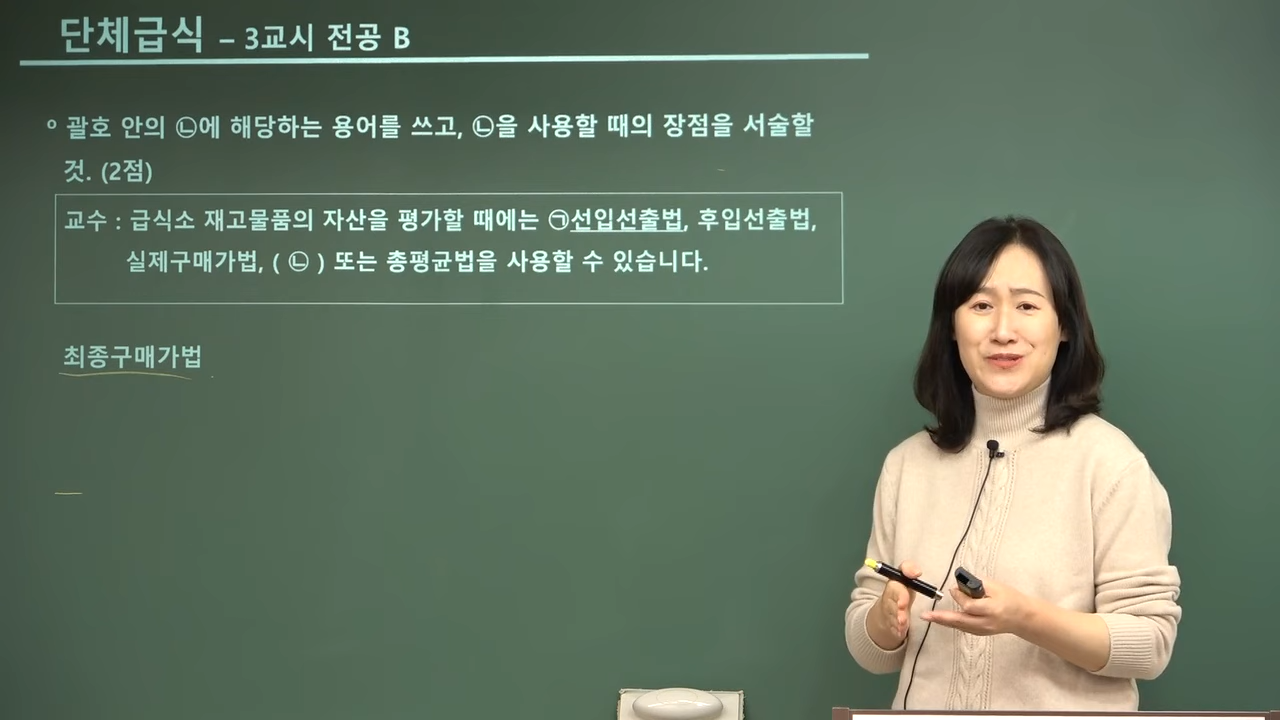 단체급식 – 3교시 전공 B
º 괄호 안의 ㉡에 해당하는 용어를 쓰고, ㉡을 사용할 때의 장점을 서술할
것. (2점)
교수 : 급식소 재고물품의 자산을 평가할 때에는 ㉠선입선출법, 후입선출법,
실제구매가법, ( ㉡ ) 또는 총평균법을 사용할 수 있습니다.
최종구매가법